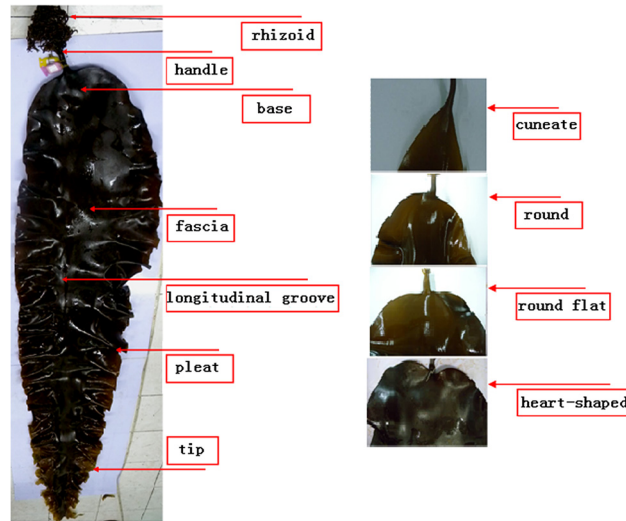 rhizoid
handle
base
fascia
longitudinal groove
pleat
tip
cuneate
round
round flat
heart-shaped